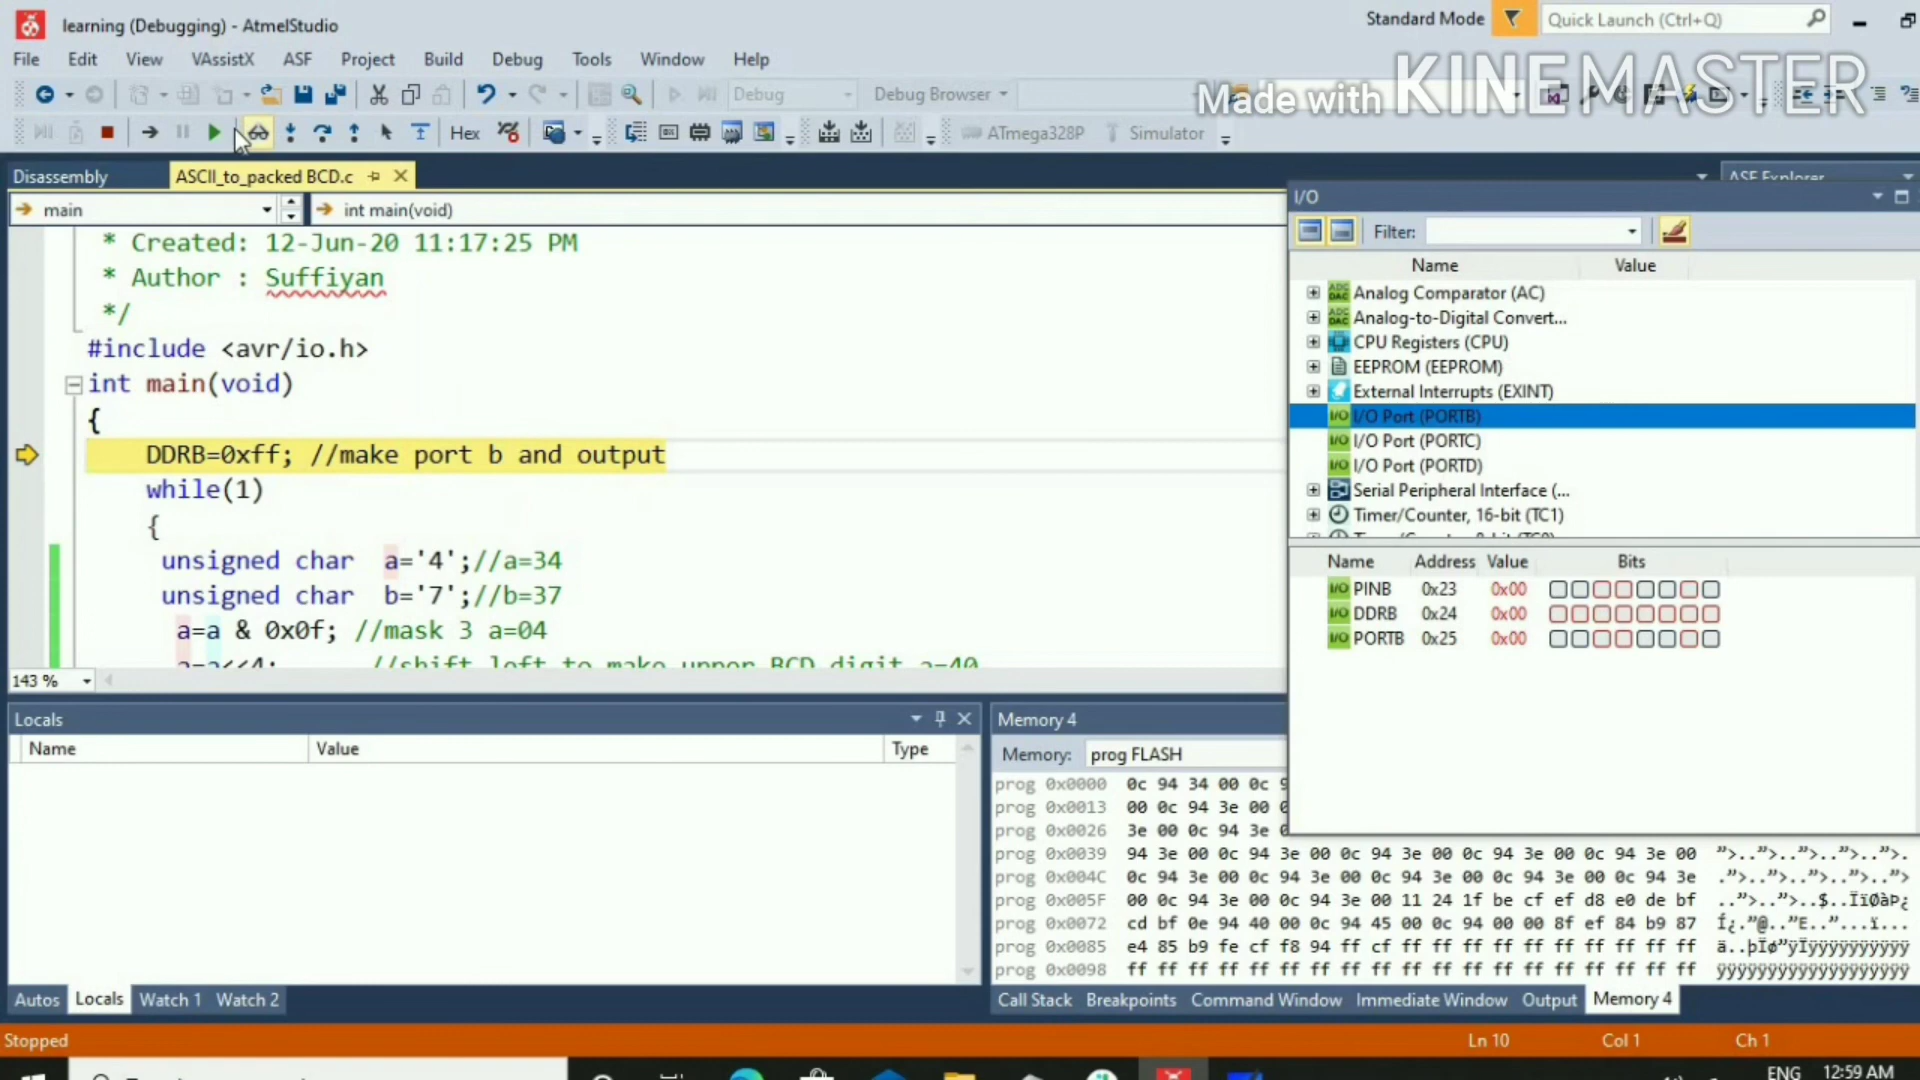 learning (Debugging) - AtmelStudio
Standard Mode
Quick Launch (Ctrl+Q)
File Edit View VAssistX ASF Project Build Debug Tools Window Help
Made with KINEMASTER
Debug
Debug Browser
Hex
ATmega328P
Simulator
Disassembly
ASCII_to_packed BCD.c
ASF Explorer
main
int main(void)
* Created: 12-Jun-20 11:17:25 PM
* Author : Suffiyan
*/
#include <avr/io.h>
int main(void)
{
DDRB=0xff; //make port b and output
while(1)
{
unsigned char a='4';//a=34
unsigned char b='7';//b=37
a=a & 0x0f; //mask 3 a=04
a=a<<4; //shift left to make upper BCD digit a=40
143 %
I/O
Filter:
Name Value
Analog Comparator (AC)
Analog-to-Digital Convert...
CPU Registers (CPU)
EEPROM (EEPROM)
External Interrupts (EXINT)
I/O Port (PORTB)
I/O Port (PORTC)
I/O Port (PORTD)
Serial Peripheral Interface (...
Timer/Counter, 16-bit (TC1)
Name Address Value Bits
PINB 0x23 0x00
DDRB 0x24 0x00
PORTB 0x25 0x00
Locals
Name Value Type
Autos Locals Watch 1 Watch 2
Memory 4
Memory: prog FLASH
prog 0x0000 0c 94 34 00 0c
prog 0x0013 00 0c 94 3e 00
prog 0x0026 3e 00 0c 94 3e
prog 0x0039 94 3e 00 0c 94 3e 00 0c 94 3e 00 0c 94 3e 00 0c 94 3e 00 ”>..”>..”>..”>..”>.
prog 0x004C 0c 94 3e 00 0c 94 3e 00 0c 94 3e 00 0c 94 3e 00 0c 94 3e .”>..”>..”>..”>..”>
prog 0x005F 00 0c 94 3e 00 0c 94 3e 00 11 24 1f be cf ef d8 e0 de bf ..”>..”>..$..ÏïØàÞ¿
prog 0x0072 cd bf 0e 94 40 00 0c 94 45 00 0c 94 00 00 8f ef 84 b9 87 Í¿.”@..”E..”...ï...
prog 0x0085 e4 85 b9 fe cf f8 94 ff cf ff ff ff ff ff ff ff ff ff ff ä..þÏø”ÿÏÿÿÿÿÿÿÿÿÿÿ
prog 0x0098 ff ff ff ff ff ff ff ff ff ff ff ff ff ff ff ff ff ff ff ÿÿÿÿÿÿÿÿÿÿÿÿÿÿÿÿÿÿÿ
Call Stack Breakpoints Command Window Immediate Window Output Memory 4
Stopped
Ln 10 Col 1 Ch 1
ENG
12:59 AM